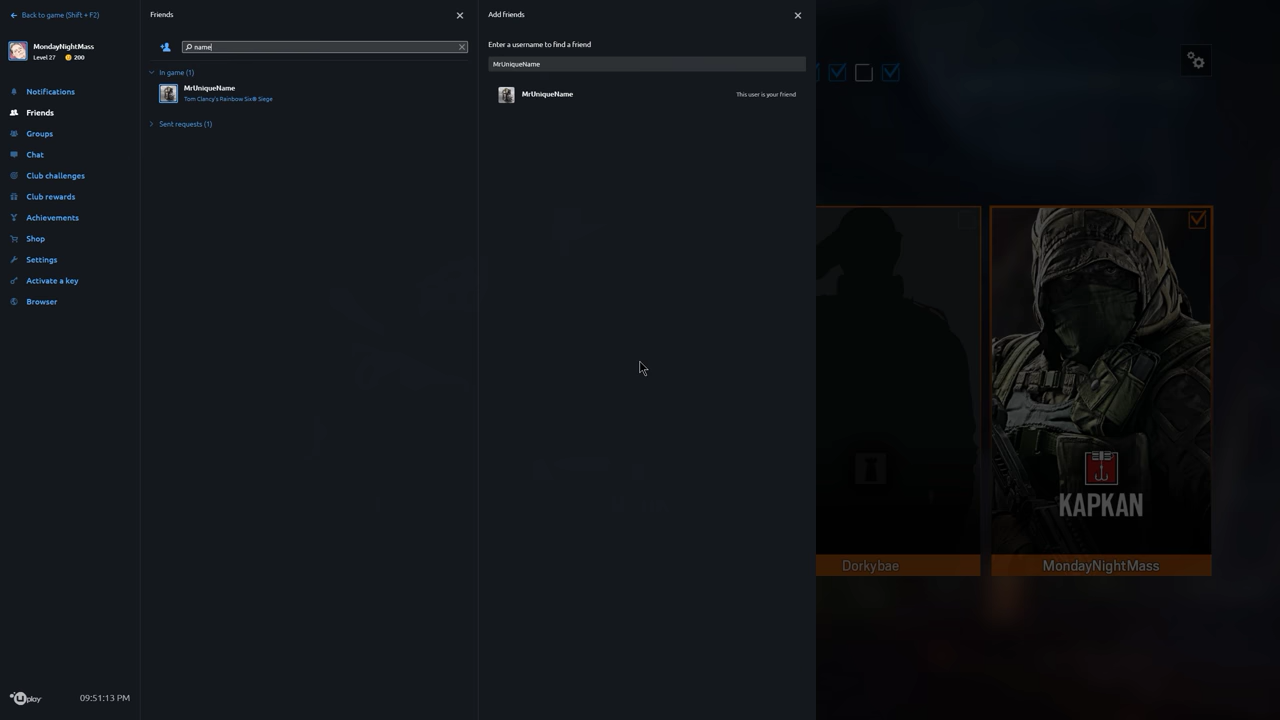 Back to game (Shift + F2)
MondayNightMass
Level 27 200
Notifications
Friends
Groups
Chat
Club challenges
Club rewards
Achievements
Shop
Settings
Activate a key
Browser
uplay
09:51:13 PM
Friends
name
In game (1)
MrUniqueName
Tom Clancy's Rainbow Six® Siege
Sent requests (1)
Add friends
Enter a username to find a friend
MrUniqueName
MrUniqueName This user is your friend
KAPKAN
Dorkybae
MondayNightMass